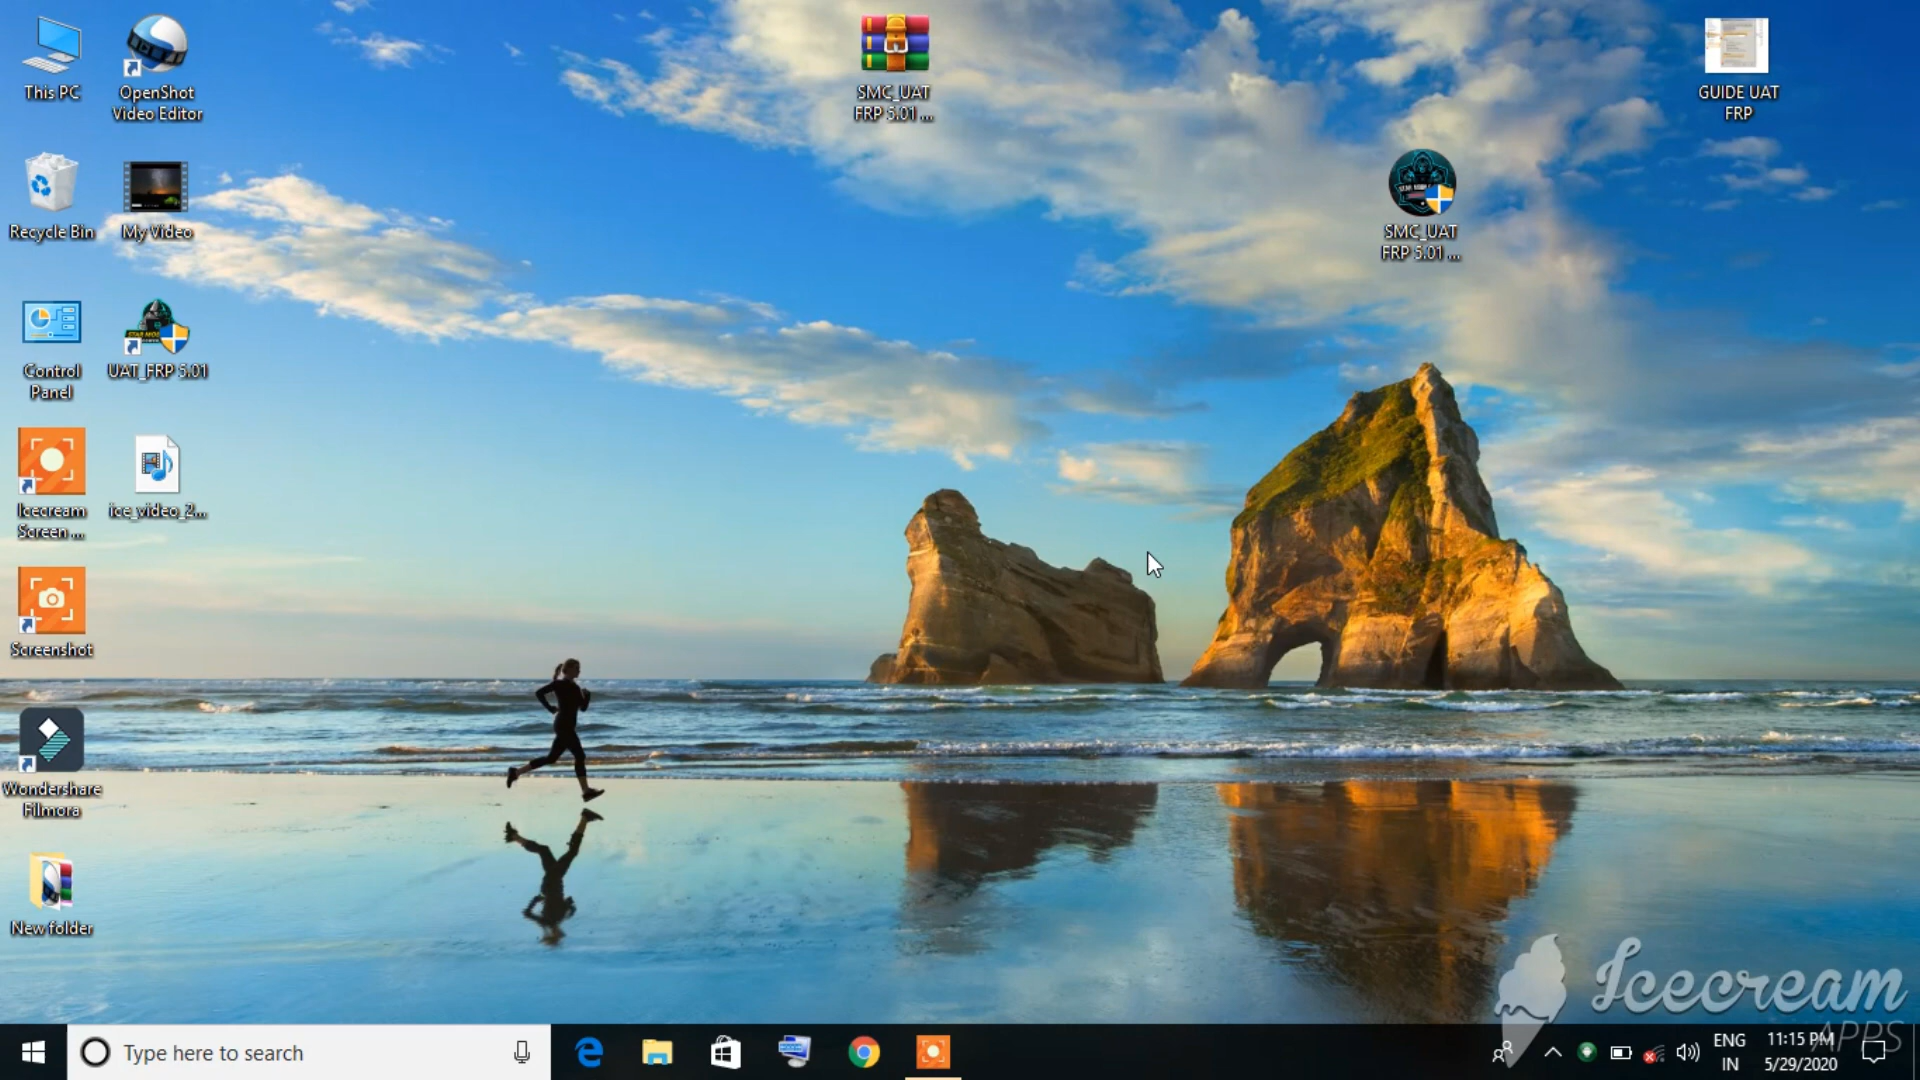 This PC
OpenShot
Video Editor
SMC_UAT
FRP 5.01 ...
GUIDE UAT
FRP
Recycle Bin
My Video
SMC_UAT
FRP 5.01 ...
Control
Panel
UAT_FRP 5.01
Icecream
Screen ...
ice_video_2...
Screenshot
Wondershare
Filmora
New folder
Icecream
APPS
Type here to search
ENG
IN
11:15 PM
5/29/2020